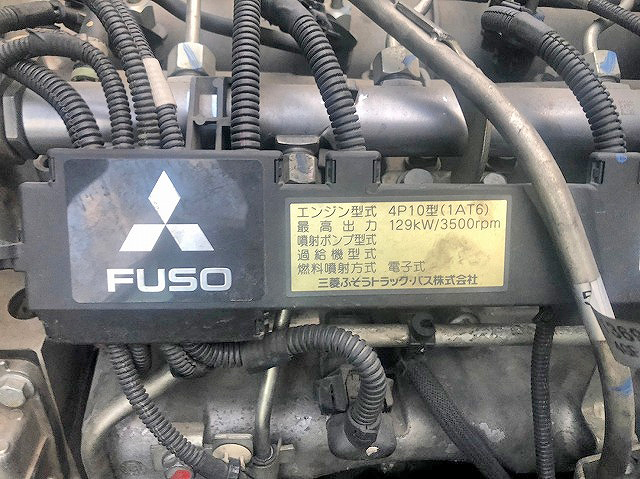 FUSO
エンジン型式 4P10型(1AT6)
最高出力 129kW/3500rpm
噴射ポンプ型式
過給機型式
燃料噴射方式 電子式
三菱ふそうトラック・バス株式会社